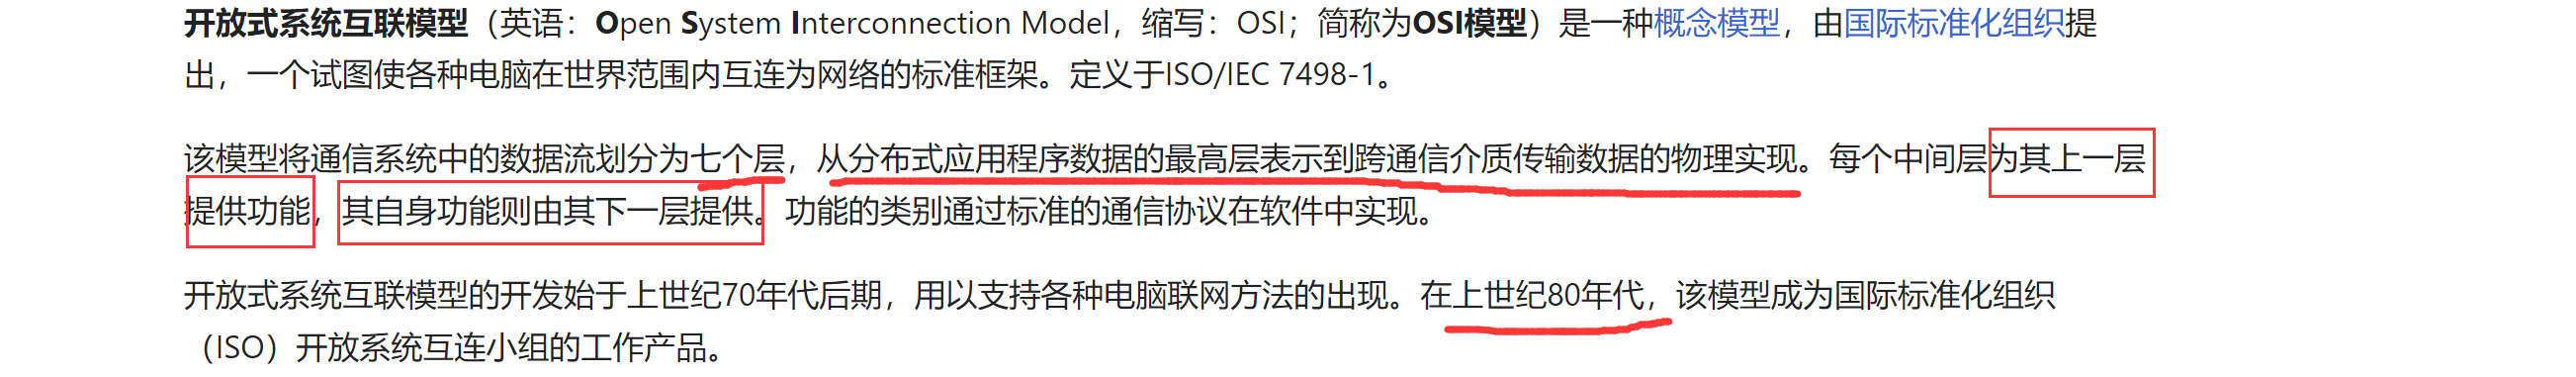 开放式系统互联模型（英语：Open System Interconnection Model，缩写：OSI；简称为OSI模型）是一种概念模型，由国际标准化组织提
出，一个试图使各种电脑在世界范围内互连为网络的标准框架。定义于ISO/IEC 7498-1。
该模型将通信系统中的数据流划分为七个层，从分布式应用程序数据的最高层表示到跨通信介质传输数据的物理实现。每个中间层为其上一层
提供功能，其自身功能则由其下一层提供。功能的类别通过标准的通信协议在软件中实现。
开放式系统互联模型的开发始于上世纪70年代后期，用以支持各种电脑联网方法的出现。在上世纪80年代，该模型成为国际标准化组织
（ISO）开放系统互连小组的工作产品。